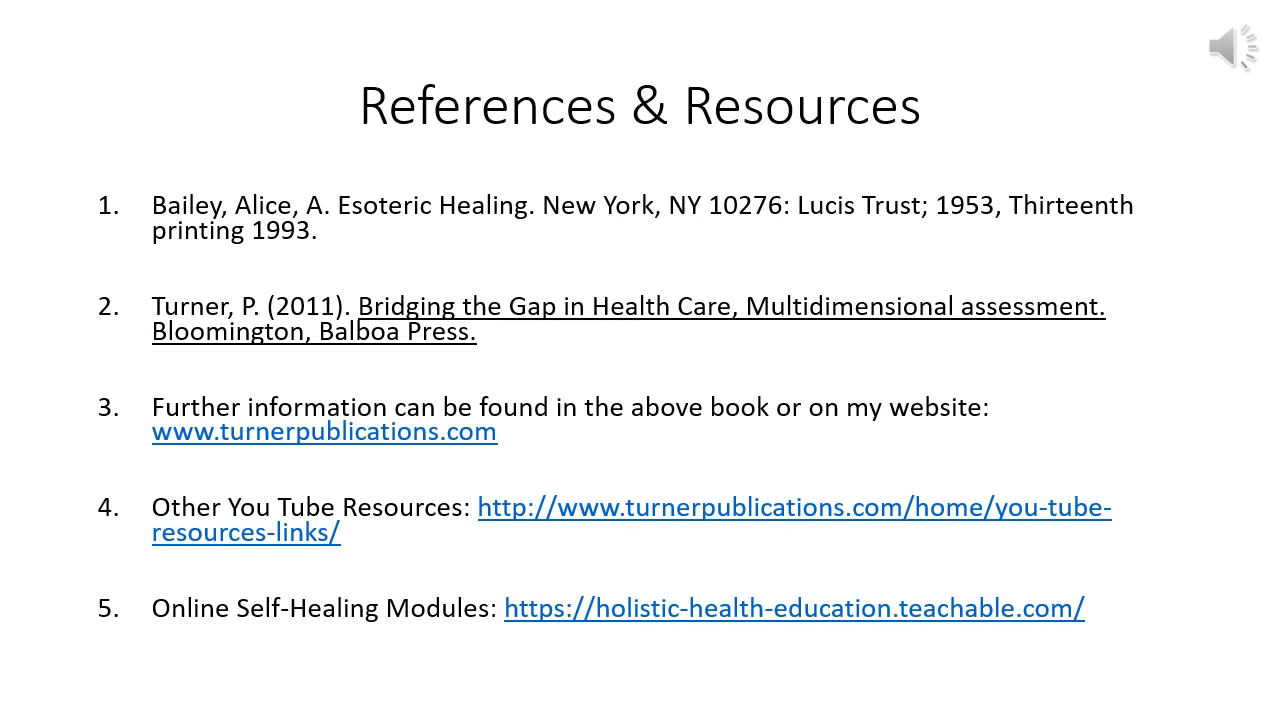 References & Resources
1. Bailey, Alice, A. Esoteric Healing. New York, NY 10276: Lucis Trust; 1953, Thirteenth
printing 1993.
2. Turner, P. (2011). Bridging the Gap in Health Care, Multidimensional assessment.
Bloomington, Balboa Press.
3. Further information can be found in the above book or on my website:
www.turnerpublications.com
4. Other You Tube Resources: http://www.turnerpublications.com/home/you-tube-
resources-links/
5. Online Self-Healing Modules: https://holistic-health-education.teachable.com/